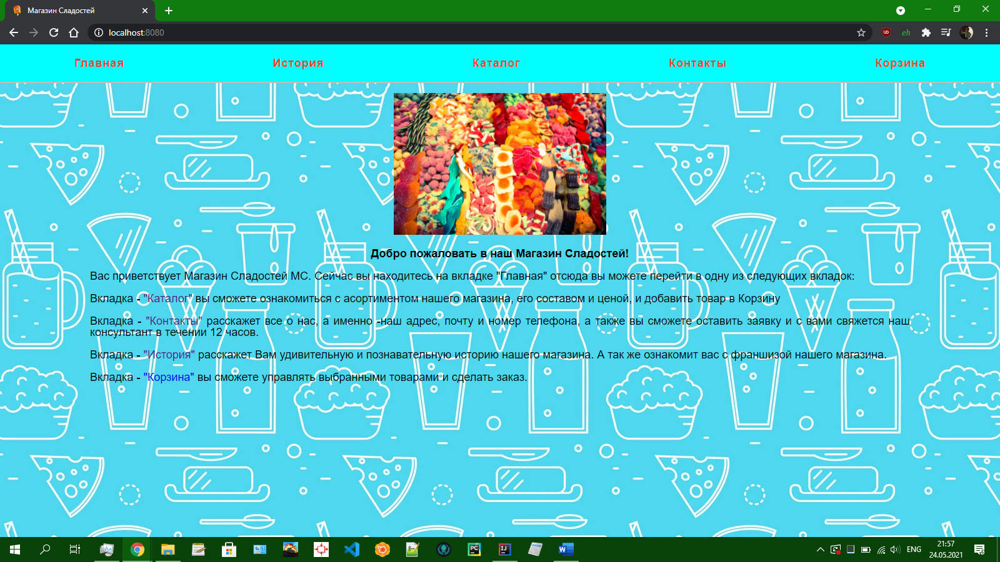 Магазин Сладостей
localhost:8080
Главная История Каталог Контакты Корзина
Добро пожаловать в наш Магазин Сладостей!
Вас приветствует Магазин Сладостей МС. Сейчас вы находитесь на вкладке "Главная" отсюда вы можете перейти в одну из следующих вкладок:
Вкладка - "Каталог" вы сможете ознакомиться с асортиментом нашего магазина, его составом и ценой, и добавить товар в Корзину
Вкладка - "Контакты" расскажет все о нас, а именно -наш адрес, почту и номер телефона, а также вы сможете оставить заявку и с вами свяжется наш
консультант в течении 12 часов.
Вкладка - "История" расскажет Вам удивительную и познавательную историю нашего магазина. А так же ознакомит вас с франшизой нашего магазина.
Вкладка - "Корзина" вы сможете управлять выбранными товарами и сделать заказ.
ENG
21:57
24.05.2021